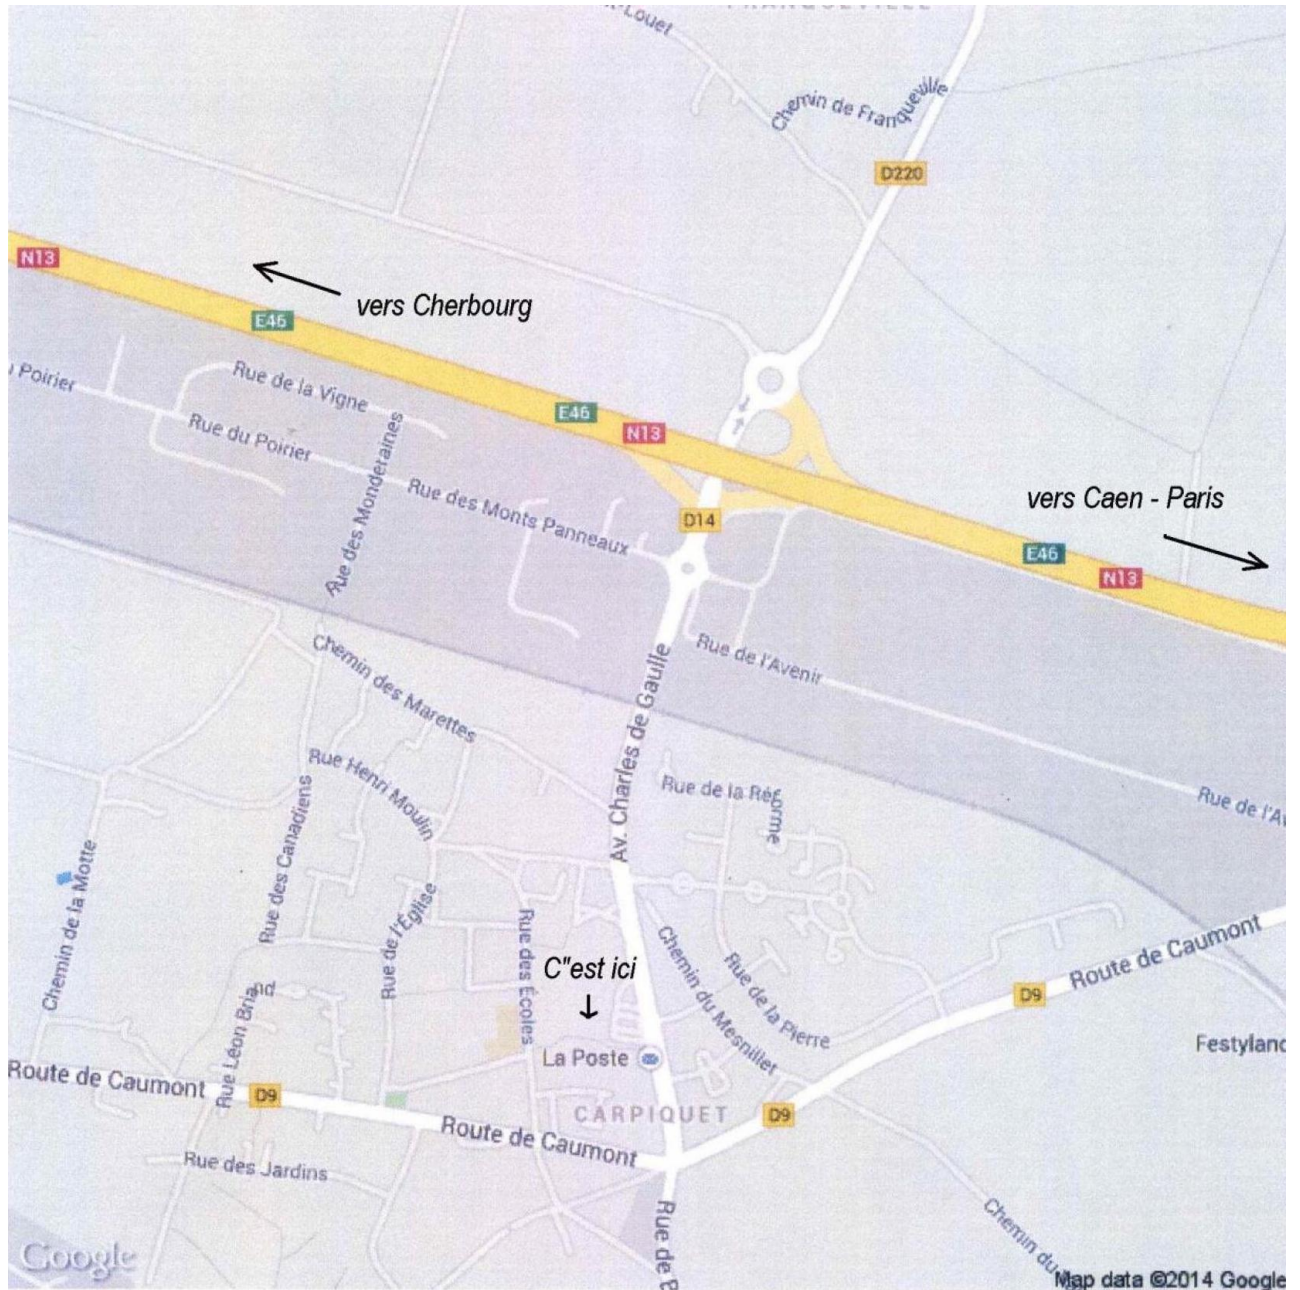 FRANQUEVILLE
Chemin de Franqueville
D220
N13
vers Cherbourg
E46
Poirier
Rue de la Vigne
E46
N13
Rue du Poirier
Rue des Monderaines
Rue des Monts Panneaux
D14
vers Caen - Paris
E46
N13
Rue de l'Avenir
Chemin des Marettes
Av. Charles de Gaulle
Rue Henri Moulin
Rue de la Réforme
Rue des Canadiens
Chemin de la Motte
Rue de l'Église
Rue des Écoles
C"est ici
Chemin du Mesnillet
Rue de la Pierre
Route de Caumont
D9
Rue Léon Briand
La Poste
Festyland
Route de Caumont
D9
CARPIQUET
D9
Route de Caumont
Rue des Jardins
Rue de
Chemin du
Google
Map data ©2014 Google